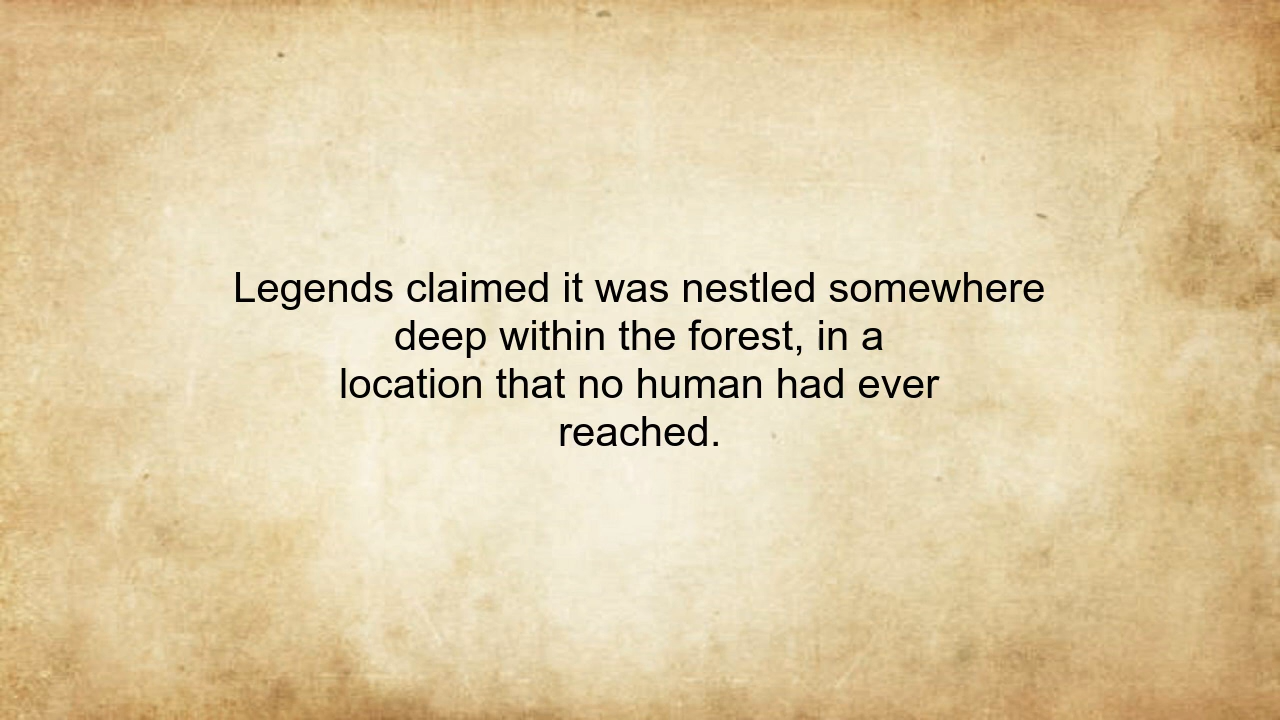 Legends claimed it was nestled somewhere
deep within the forest, in a
location that no human had ever
reached.